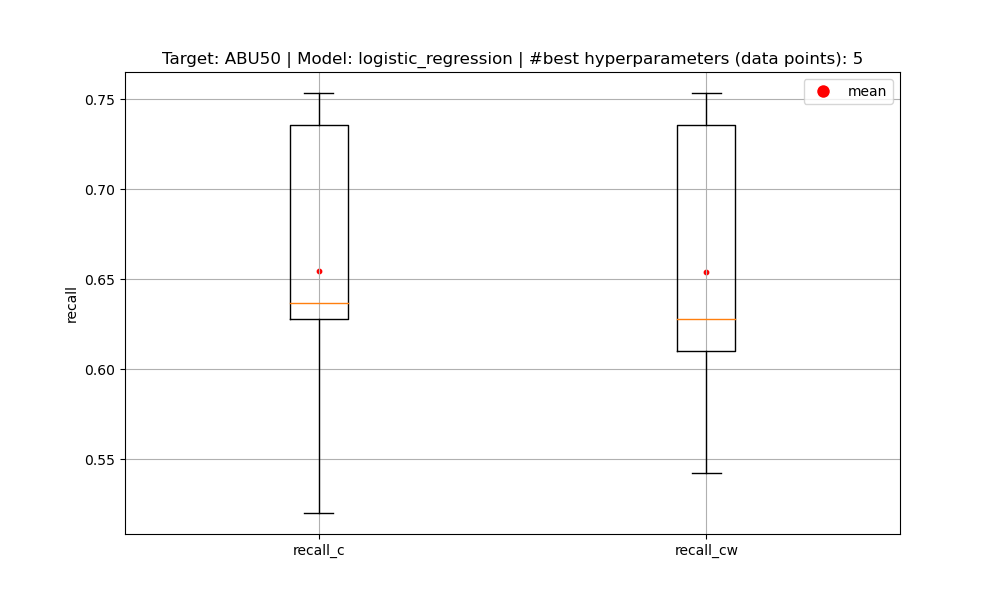 Target: ABU50 | Model: logistic_regression | #best hyperparameters (data points): 5
mean
0.75
0.70
0.65
0.60
0.55
recall
recall_c
recall_cw